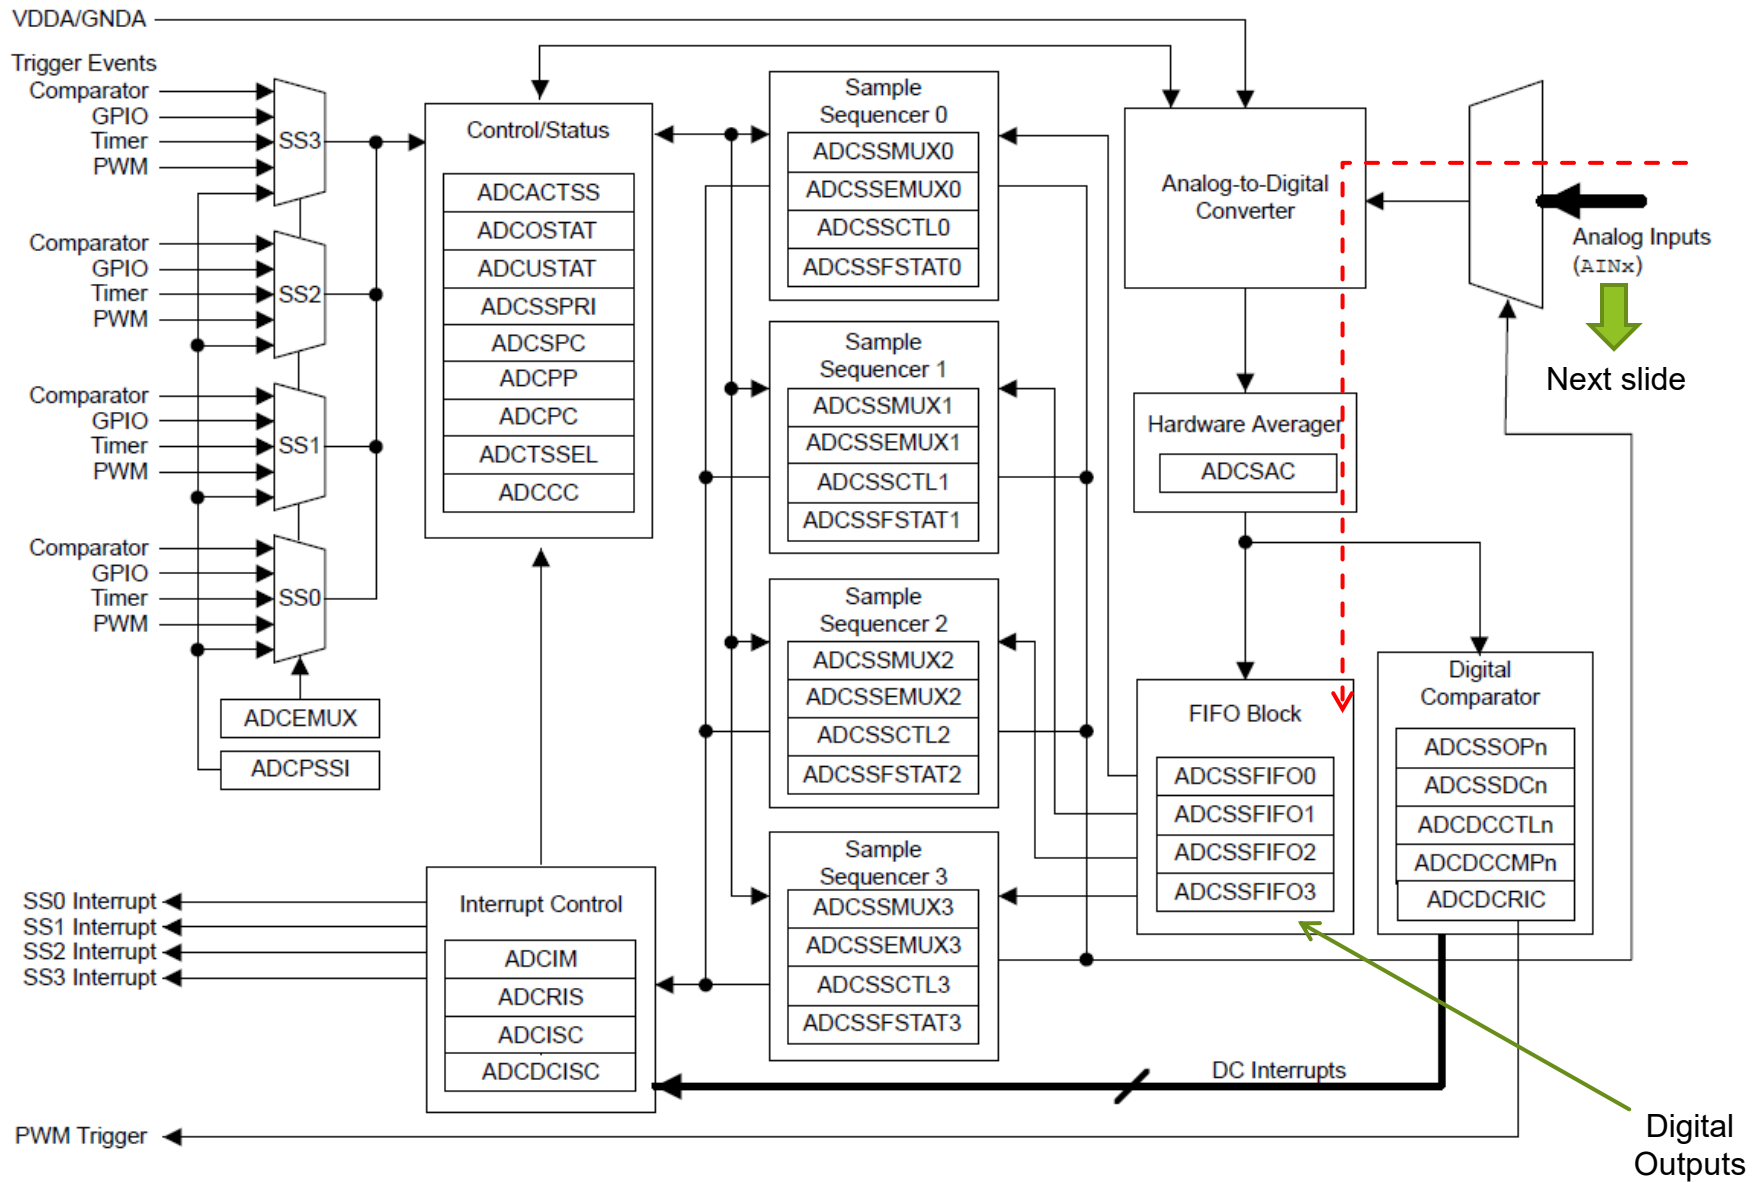 VDDA/GNDA
Trigger Events
Comparator
GPIO
Timer
PWM
SS3
Comparator
GPIO
Timer
PWM
SS2
Comparator
GPIO
Timer
PWM
SS1
Comparator
GPIO
Timer
PWM
SS0
ADCEMUX
ADCPSSI
Control/Status
ADCACTSS
ADCOSTAT
ADCUSTAT
ADCSSPRI
ADCSPC
ADCPP
ADCPC
ADCTSSEL
ADCCC
Sample
Sequencer 0
ADCSSMUX0
ADCSSEMUX0
ADCSSCTL0
ADCSSFSTAT0
Sample
Sequencer 1
ADCSSMUX1
ADCSSEMUX1
ADCSSCTL1
ADCSSFSTAT1
Sample
Sequencer 2
ADCSSMUX2
ADCSSEMUX2
ADCSSCTL2
ADCSSFSTAT2
Sample
Sequencer 3
ADCSSMUX3
ADCSSEMUX3
ADCSSCTL3
ADCSSFSTAT3
Analog-to-Digital
Converter
Analog Inputs
(AINx)
Next slide
Hardware Averager
ADCSAC
FIFO Block
ADCSSFIFO0
ADCSSFIFO1
ADCSSFIFO2
ADCSSFIFO3
Digital
Comparator
ADCSSOPn
ADCSSDCn
ADCDCCTLn
ADCDCCMPn
ADCDCRIC
SS0 Interrupt
SS1 Interrupt
SS2 Interrupt
SS3 Interrupt
Interrupt Control
ADCIM
ADCRIS
ADCISC
ADCDCISC
DC Interrupts
PWM Trigger
Digital
Outputs